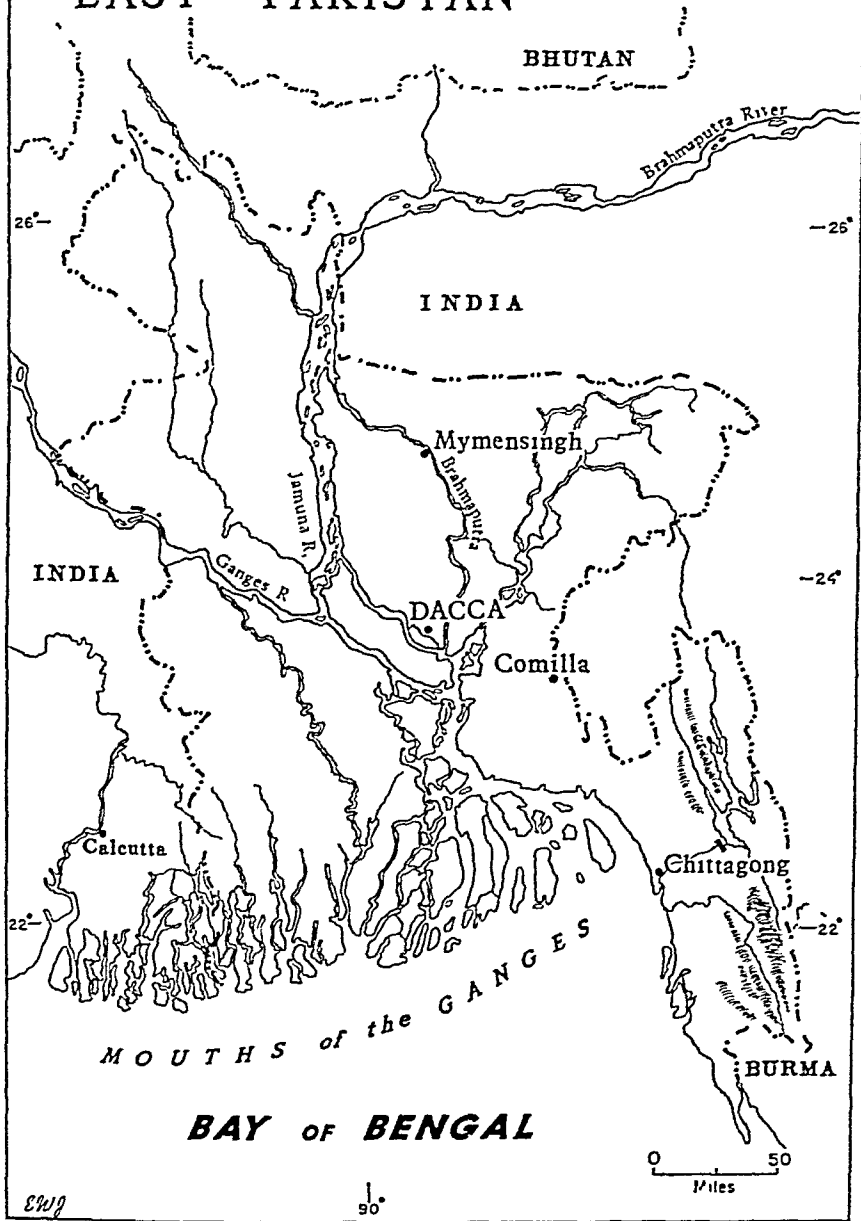 EAST PAKISTAN
BHUTAN
Brahmaputra River
26°
26°
INDIA
Mymensingh
Jamuna R.
Brahmaputra
INDIA
Ganges R
24°
DACCA
Comilla
Calcutta
Chittagong
22°
22°
MOUTHS of the GANGES
BURMA
BAY OF BENGAL
0 50
Miles
EWJ
90°